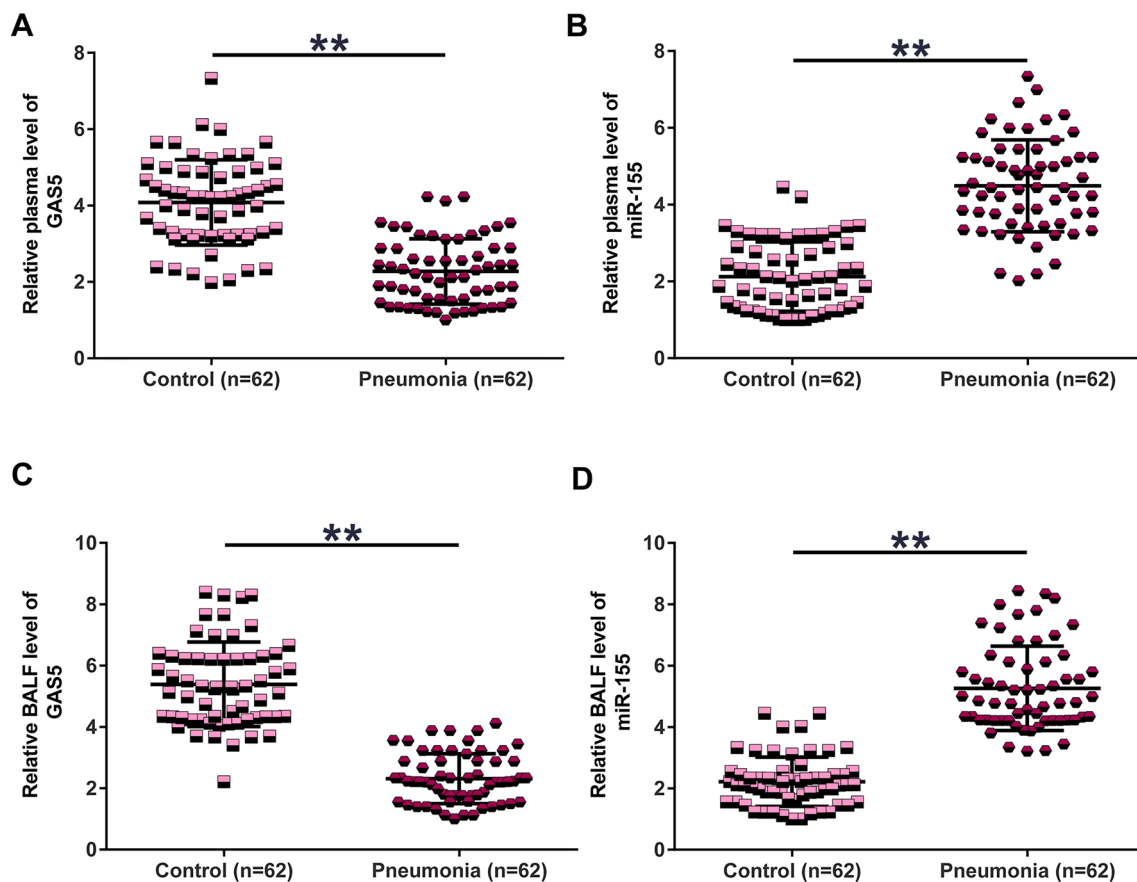 A
Relative plasma level of
GAS5
8
6
4
2
0
**
Control (n=62)
Pneumonia (n=62)
B
Relative plasma level of
miR-155
8
6
4
2
0
**
Control (n=62)
Pneumonia (n=62)
C
Relative BALF level of
GAS5
10
8
6
4
2
0
**
Control (n=62)
Pneumonia (n=62)
D
Relative BALF level of
miR-155
10
8
6
4
2
0
**
Control (n=62)
Pneumonia (n=62)